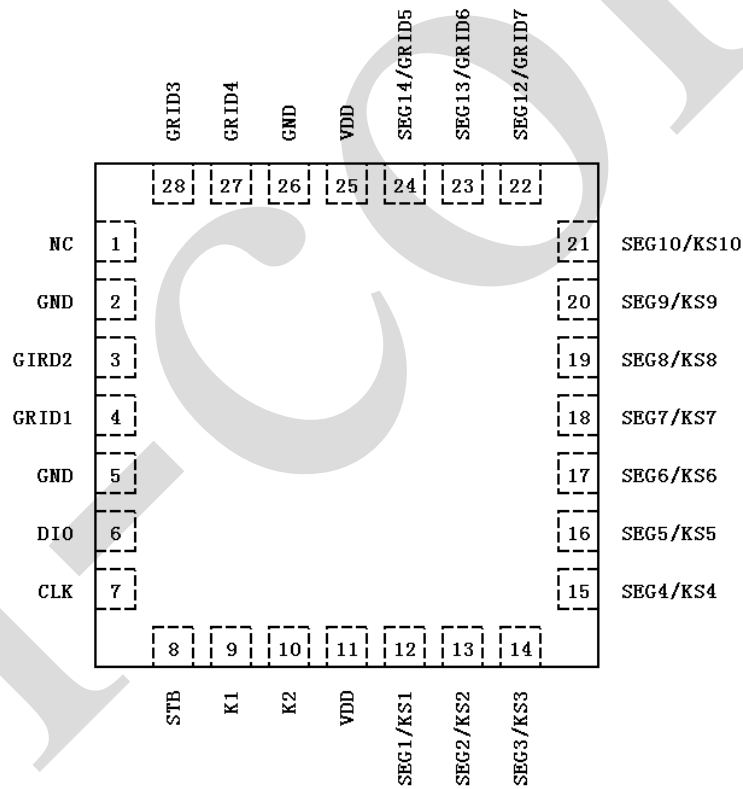 GRID3
GRID4
GND
VDD
SEG14/GRID5
SEG13/GRID6
SEG12/GRID7
28 27 26 25 24 23 22
NC 1 21 SEG10/KS10
GND 2 20 SEG9/KS9
GIRD2 3 19 SEG8/KS8
GRID1 4 18 SEG7/KS7
GND 5 17 SEG6/KS6
DIO 6 16 SEG5/KS5
CLK 7 15 SEG4/KS4
8 9 10 11 12 13 14
STB
K1
K2
VDD
SEG1/KS1
SEG2/KS2
SEG3/KS3